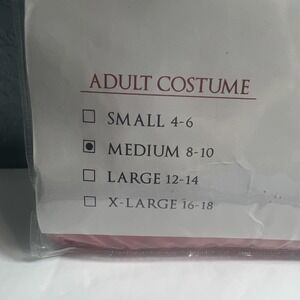 ADULT COSTUME
SMALL 4-6
MEDIUM 8-10
LARGE 12-14
X-LARGE 16-18